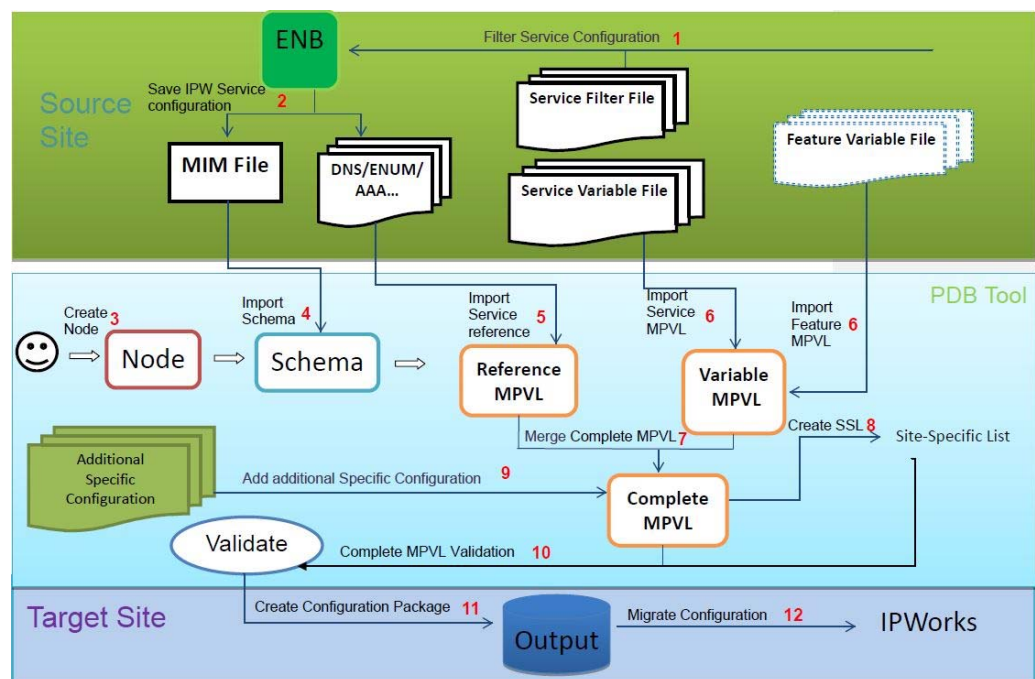 ENB
Filter Service Configuration 1
Save IPW Service
configuration 2
Source
Site
Service Filter File
Feature Variable File
MIM File
DNS/ENUM/
AAA...
Service Variable File
PDB Tool
Create
Node 3
Import
Schema 4
Import
Service
reference
5
Import
Service
MPVL
6
Import
Feature
MPVL
6
Node
Schema
Reference
MPVL
Variable
MPVL
Merge Complete MPVL 7
Create SSL 8
Site-Specific List
Additional
Specific
Configuration
Add additional Specific Configuration 9
Complete
MPVL
Validate
Complete MPVL Validation 10
Target Site
Create Configuration Package 11
Output
Migrate Configuration 12
IPWorks